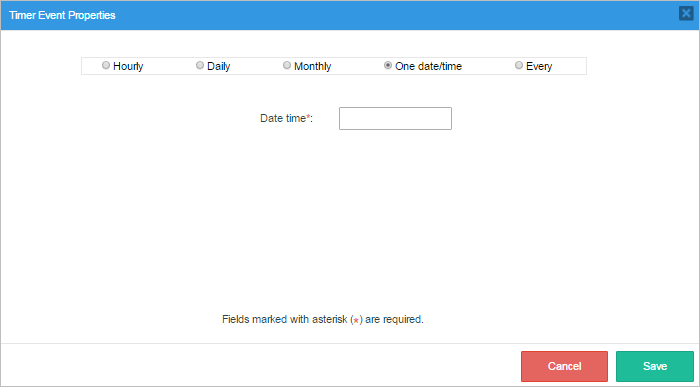 Timer Event Properties
Hourly Daily Monthly One date/time Every
Date time*:
Fields marked with asterisk (*) are required.
Cancel Save